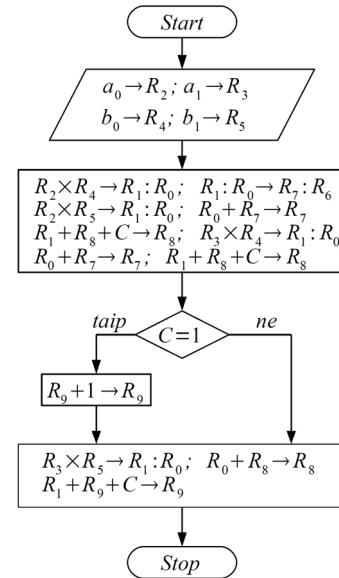 Start
a₀→R₂; a₁→R₃
b₀→R₄; b₁→R₅
R₂×R₄→R₁:R₀; R₁:R₀→R₇:R₆
R₂×R₅→R₁:R₀; R₀+R₇→R₇
R₁+R₈+C→R₈; R₃×R₄→R₁:R₀
R₀+R₇→R₇; R₁+R₈+C→R₈
taip
C=1
ne
R₉+1→R₉
R₃×R₅→R₁:R₀; R₀+R₈→R₈
R₁+R₉+C→R₉
Stop